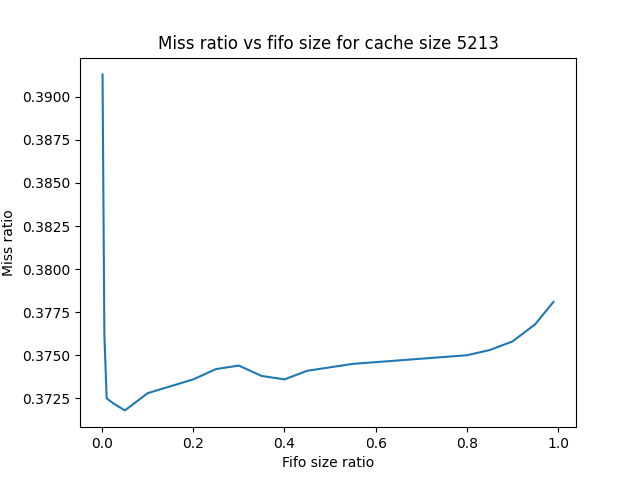 Miss ratio vs fifo size for cache size 5213
0.3900
0.3875
0.3850
0.3825
0.3800
0.3775
0.3750
0.3725
Miss ratio
0.0 0.2 0.4 0.6 0.8 1.0
Fifo size ratio